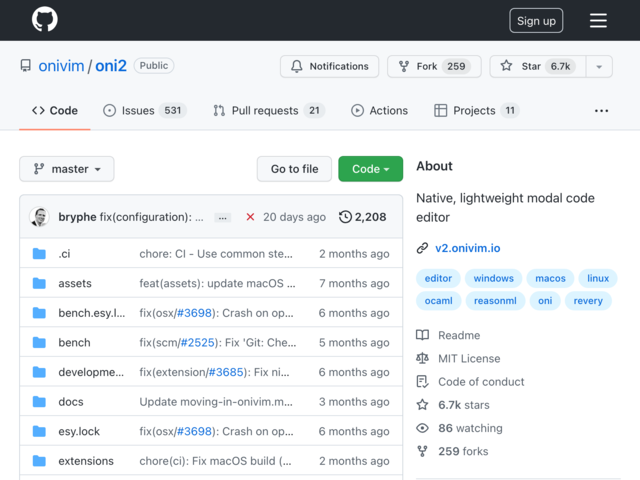 Sign up
onivim/oni2 Public
Notifications Fork 259 Star 6.7k
Code Issues 531 Pull requests 21 Actions Projects 11 ...
master Go to file Code
bryphe fix(configuration): ... ... 20 days ago 2,208
.ci chore: CI - Use common ste... 2 months ago
assets feat(assets): update macOS ... 7 months ago
bench.esy.l... fix(osx/#3698): Crash on op... 6 months ago
bench fix(scm/#2525): Fix 'Git: Che... 5 months ago
developme... fix(extension/#3685): Fix ni... 6 months ago
docs Update moving-in-onivim.m... 3 months ago
esy.lock fix(osx/#3698): Crash on op... 6 months ago
extensions chore(ci): Fix macOS build (... 2 months ago
About
Native, lightweight modal code
editor
v2.onivim.io
editor windows macos linux
ocaml reasonml oni revery
Readme
MIT License
Code of conduct
6.7k stars
86 watching
259 forks